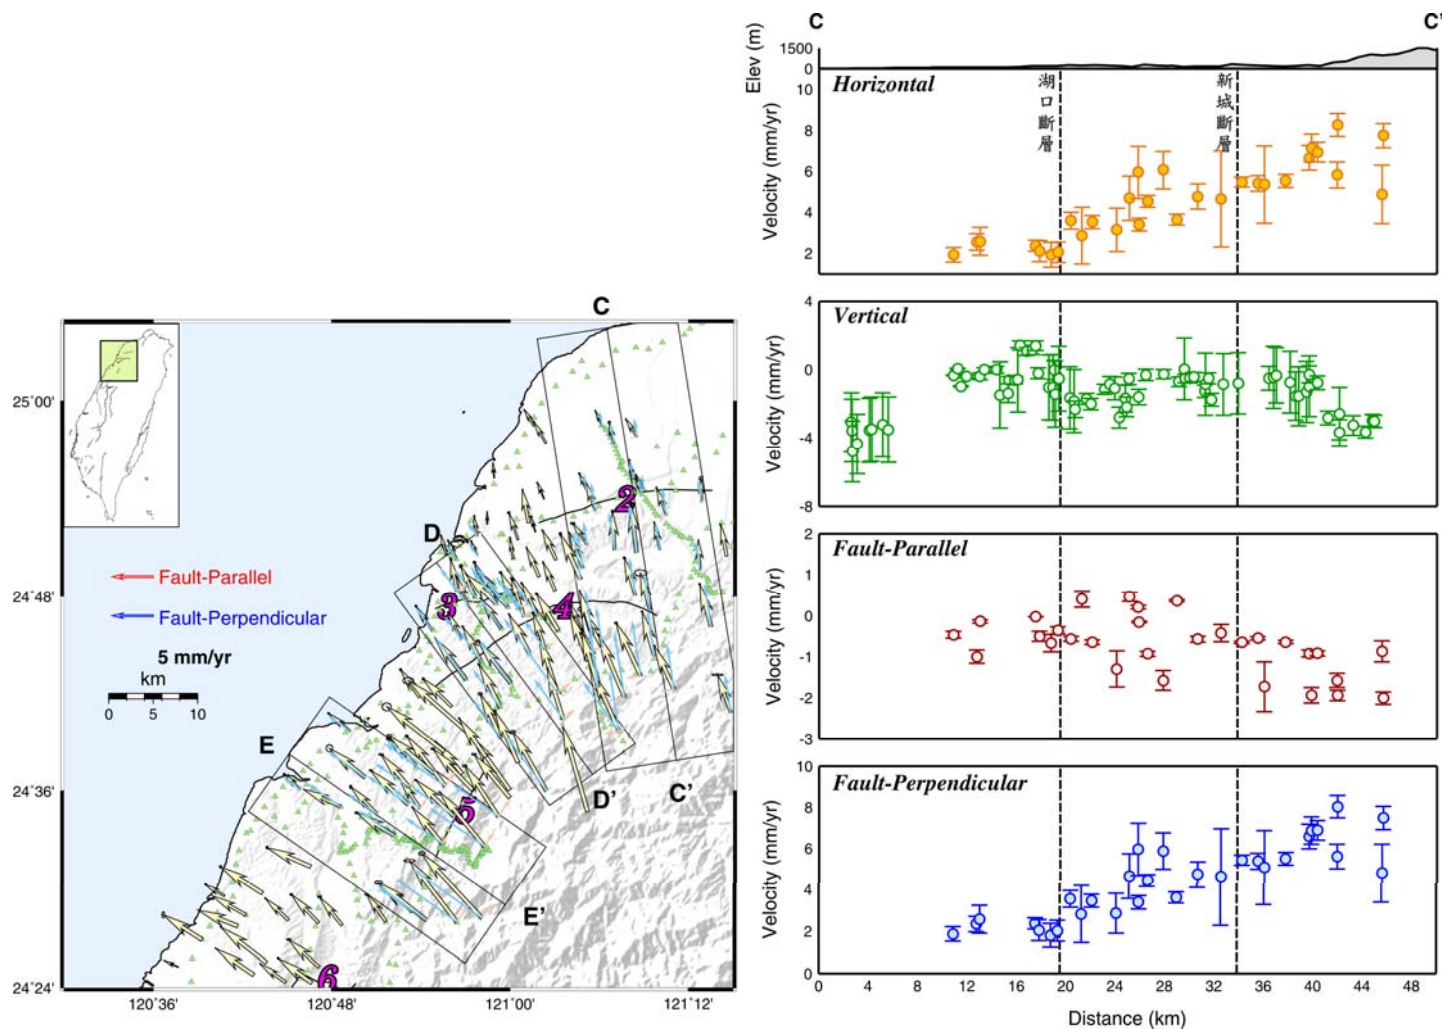 C
C'
Elev (m)
1500
0
Horizontal
湖口斷層
新城斷層
Velocity (mm/yr)
10
8
6
4
2
Vertical
Velocity (mm/yr)
4
0
-4
-8
Fault-Parallel
Velocity (mm/yr)
2
1
0
-1
-2
-3
Fault-Perpendicular
Velocity (mm/yr)
10
8
6
4
2
0
0 4 8 12 16 20 24 28 32 36 40 44 48
Distance (km)
C
25°00'
24°48'
24°36'
24°24'
2
D
3
4
Fault-Parallel
Fault-Perpendicular
5 mm/yr
km
0 5 10
E
5
D'
C'
E'
6
120°36' 120°48' 121°00' 121°12'